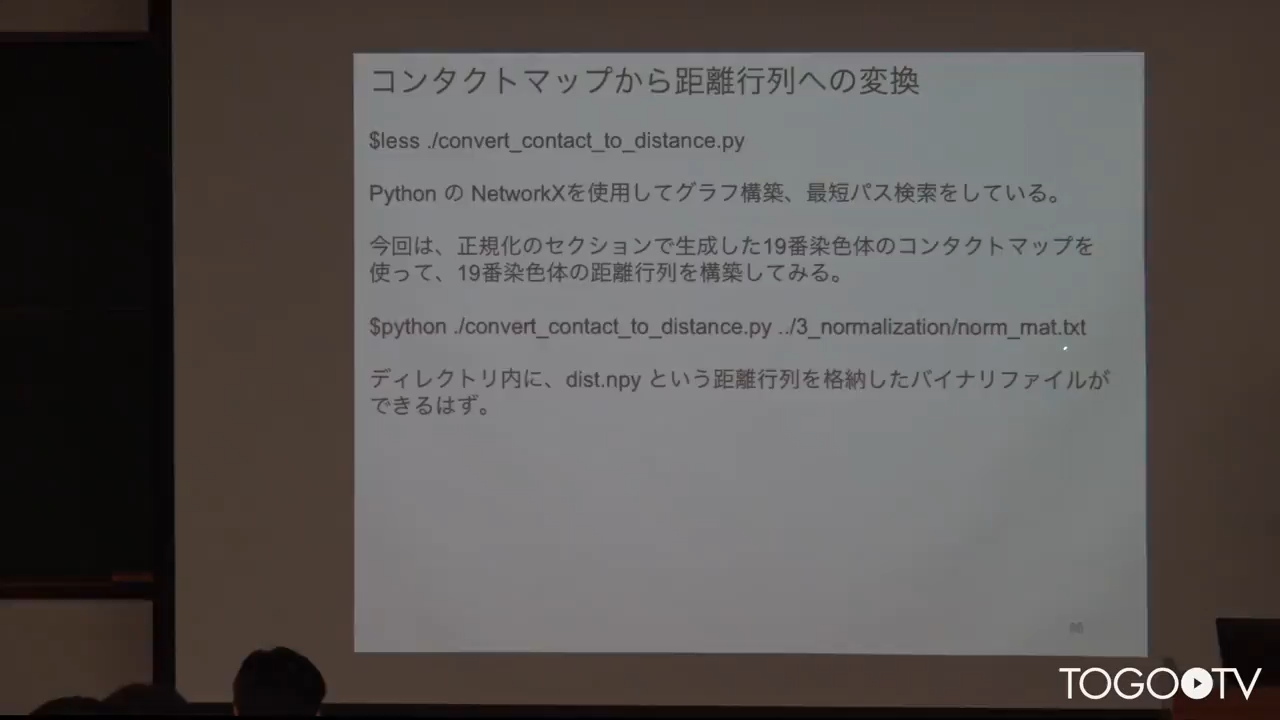 コンタクトマップから距離行列への変換
$less ./convert_contact_to_distance.py
Python の NetworkXを使用してグラフ構築、最短パス検索をしている。
今回は、正規化のセクションで生成した19番染色体のコンタクトマップを
使って、19番染色体の距離行列を構築してみる。
$python ./convert_contact_to_distance.py ../3_normalization/norm_mat.txt
ディレクトリ内に、dist.npy という距離行列を格納したバイナリファイルが
できるはず。
TOGOTV